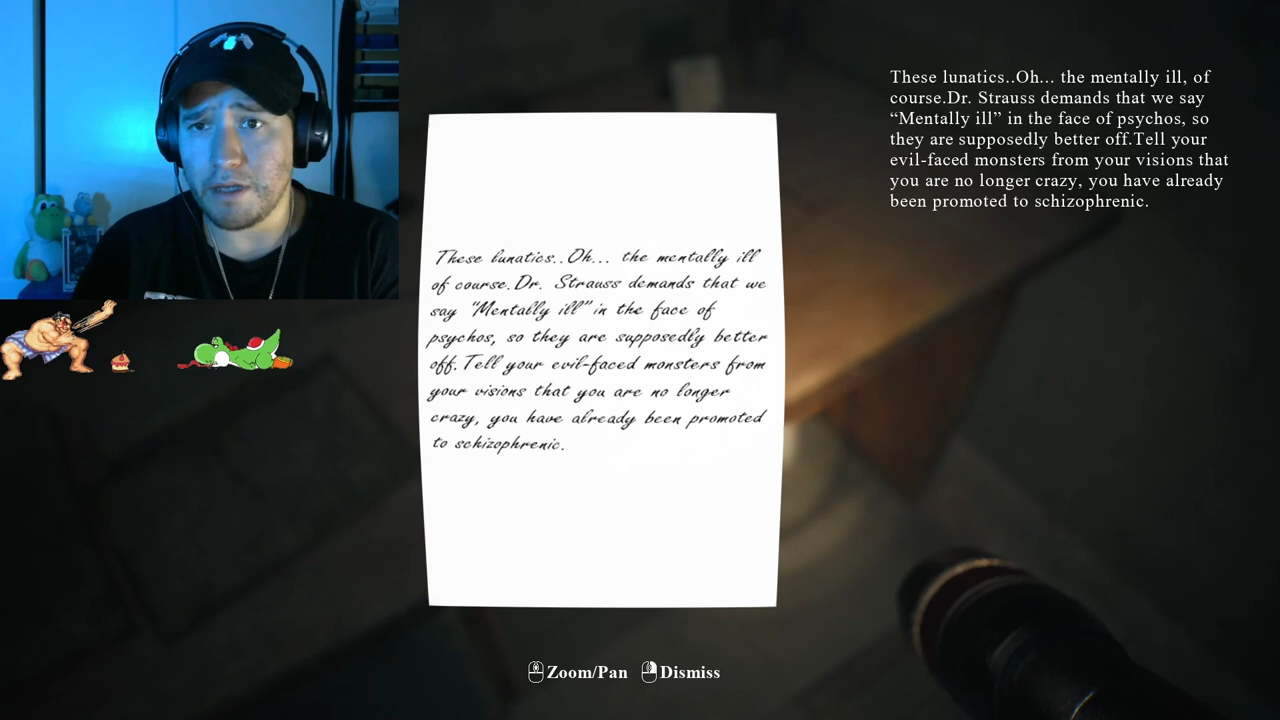 These lunatics..Oh... the mentally ill, of
course.Dr. Strauss demands that we say
“Mentally ill” in the face of psychos, so
they are supposedly better off.Tell your
evil-faced monsters from your visions that
you are no longer crazy, you have already
been promoted to schizophrenic.
These lunatics..Oh... the mentally ill
of course.Dr. Strauss demands that we
say “Mentally ill” in the face of
psychos, so they are supposedly better
off.Tell your evil-faced monsters from
your visions that you are no longer
crazy, you have already been promoted
to schizophrenic.
Zoom/Pan Dismiss